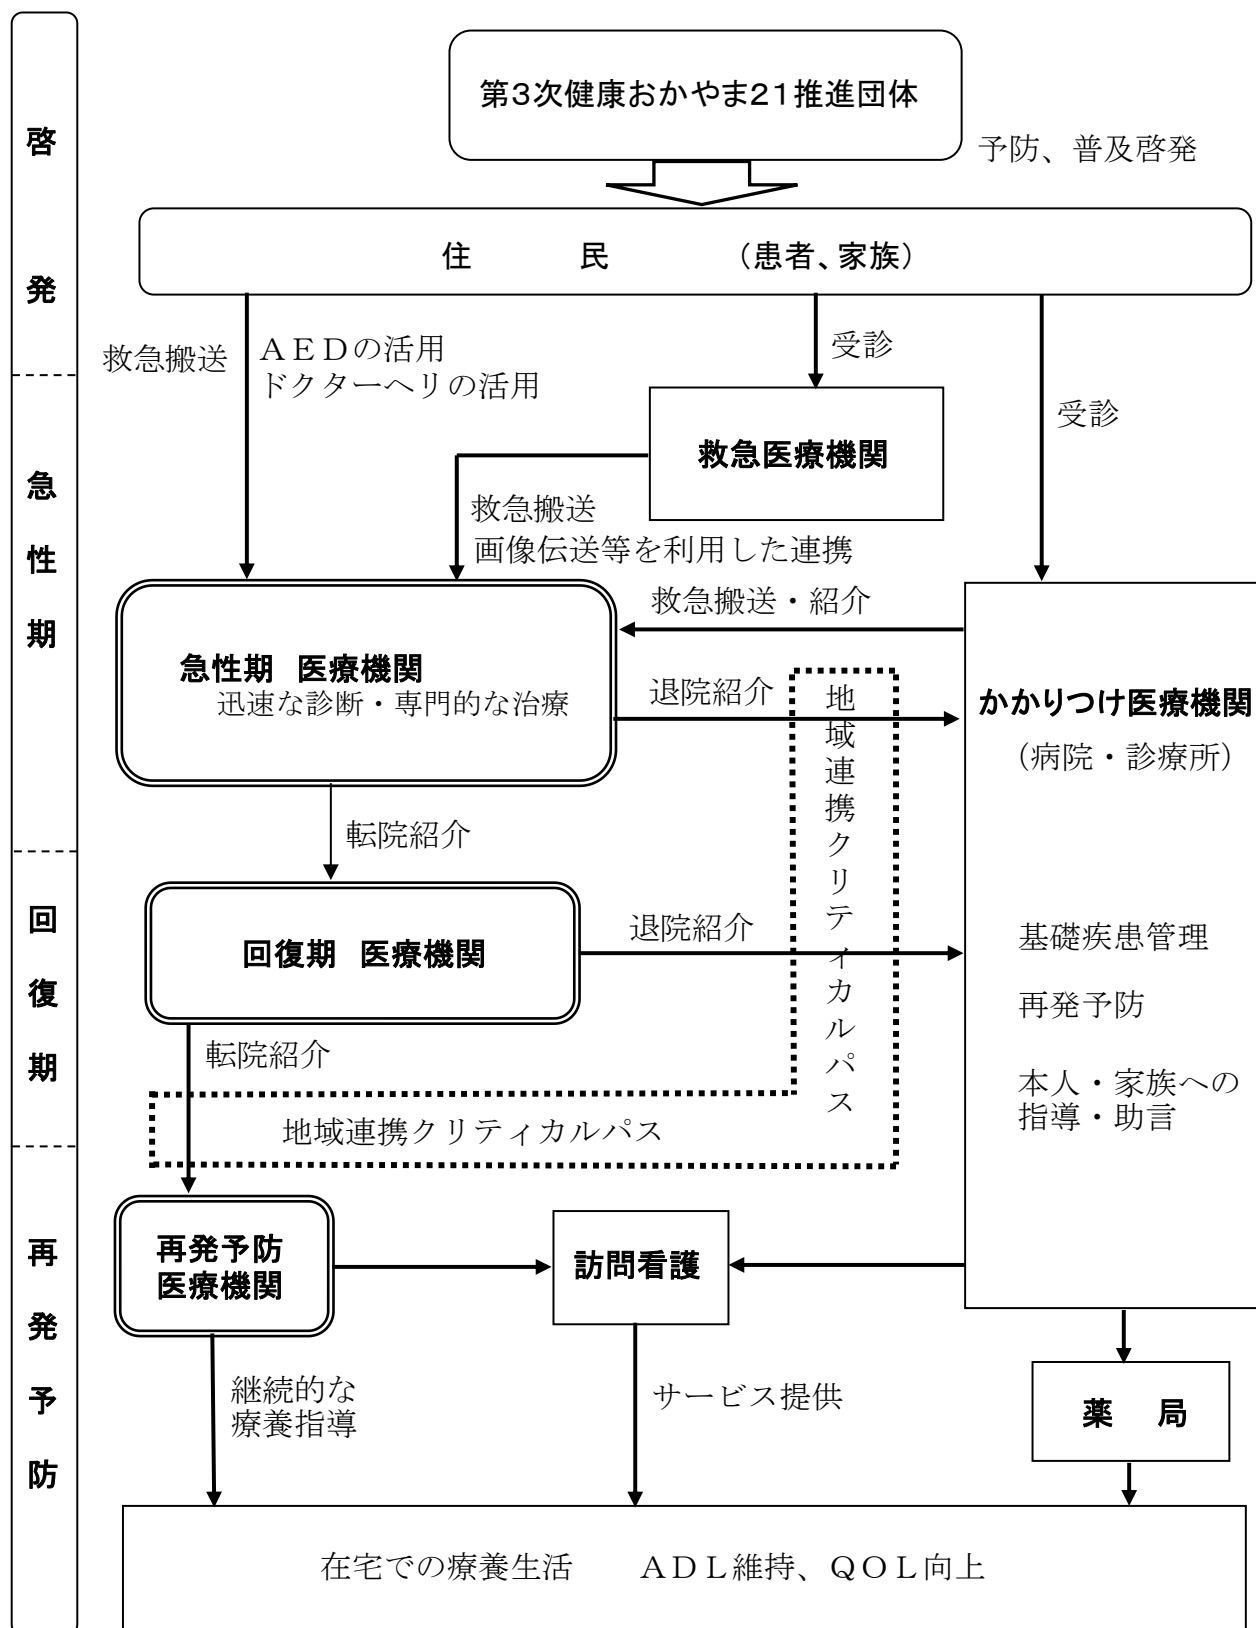 啓発
急性期
回復期
再発予防
第3次健康おかやま21推進団体
予防、普及啓発
住　民　（患者、家族）
救急搬送
ＡＥＤの活用
ドクターヘリの活用
受診
受診
救急医療機関
救急搬送
画像伝送等を利用した連携
救急搬送・紹介
急性期　医療機関
迅速な診断・専門的な治療
退院紹介
地域連携クリティカルパス
かかりつけ医療機関
（病院・診療所）
転院紹介
回復期　医療機関
退院紹介
基礎疾患管理
再発予防
本人・家族への
指導・助言
転院紹介
地域連携クリティカルパス
再発予防
医療機関
訪問看護
継続的な
療養指導
サービス提供
薬　局
在宅での療養生活　ＡＤＬ維持、ＱＯＬ向上